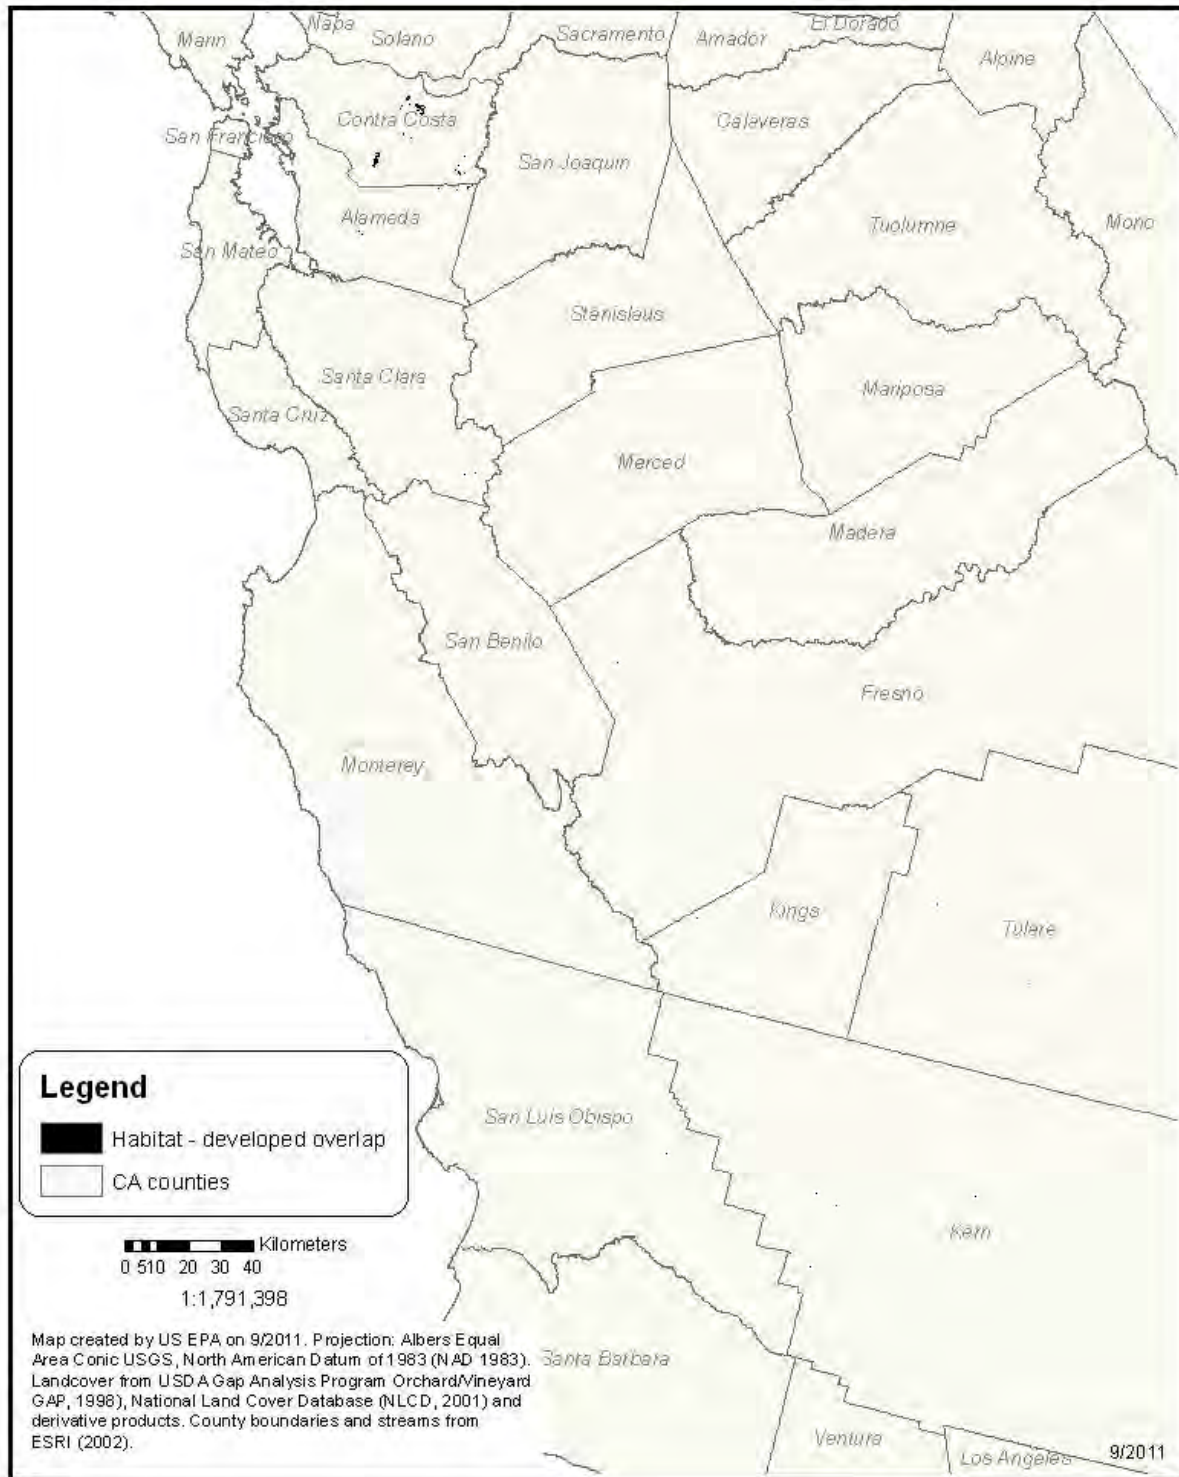 Napa
Marin
Solano
Sacramento
Amador
El Dorado
Alpine
Contra Costa
Calaveras
San Francisco
San Joaquin
Alameda
Tuolumne
Mono
San Mateo
Stanislaus
Santa Clara
Mariposa
Santa Cruz
Merced
Madera
San Benito
Fresno
Monterey
Kings
Tulare
Legend
Habitat - developed overlap
CA counties
San Luis Obispo
Kern
Kilometers
0 510 20 30 40
1:1,791,398
Map created by US EPA on 9/2011. Projection: Albers Equal
Area Conic USGS, North American Datum of 1983 (NAD 1983).
Landcover from USDA Gap Analysis Program Orchard/Vineyard
GAP, 1998), National Land Cover Database (NLCD, 2001) and
derivative products. County boundaries and streams from
ESRI (2002).
Santa Barbara
Ventura
Los Angeles
9/2011